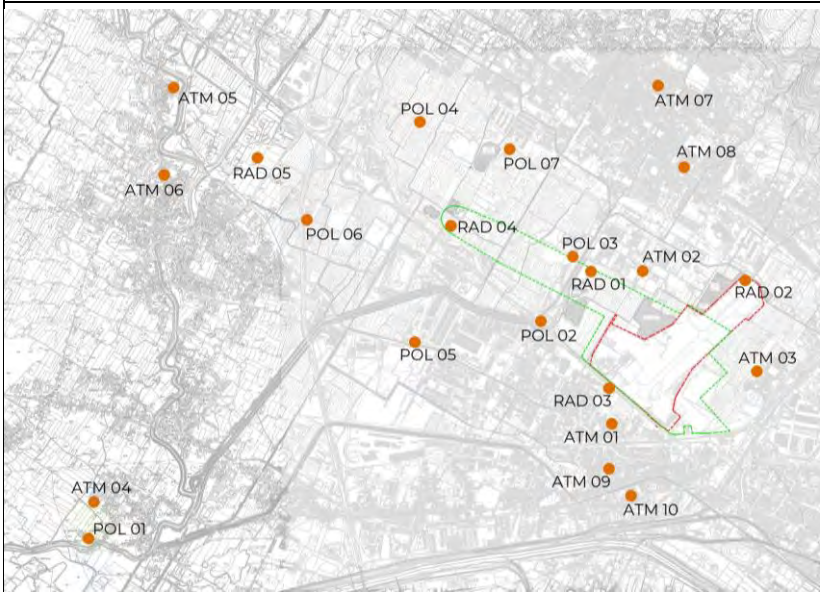 ATM 05
ATM 07
POL 04
POL 07
RAD 05
ATM 08
ATM 06
POL 06
RAD 04
POL 03
RAD 01
ATM 02
RAD 02
POL 02
POL 05
ATM 03
RAD 03
ATM 01
ATM 09
ATM 10
ATM 04
POL 01